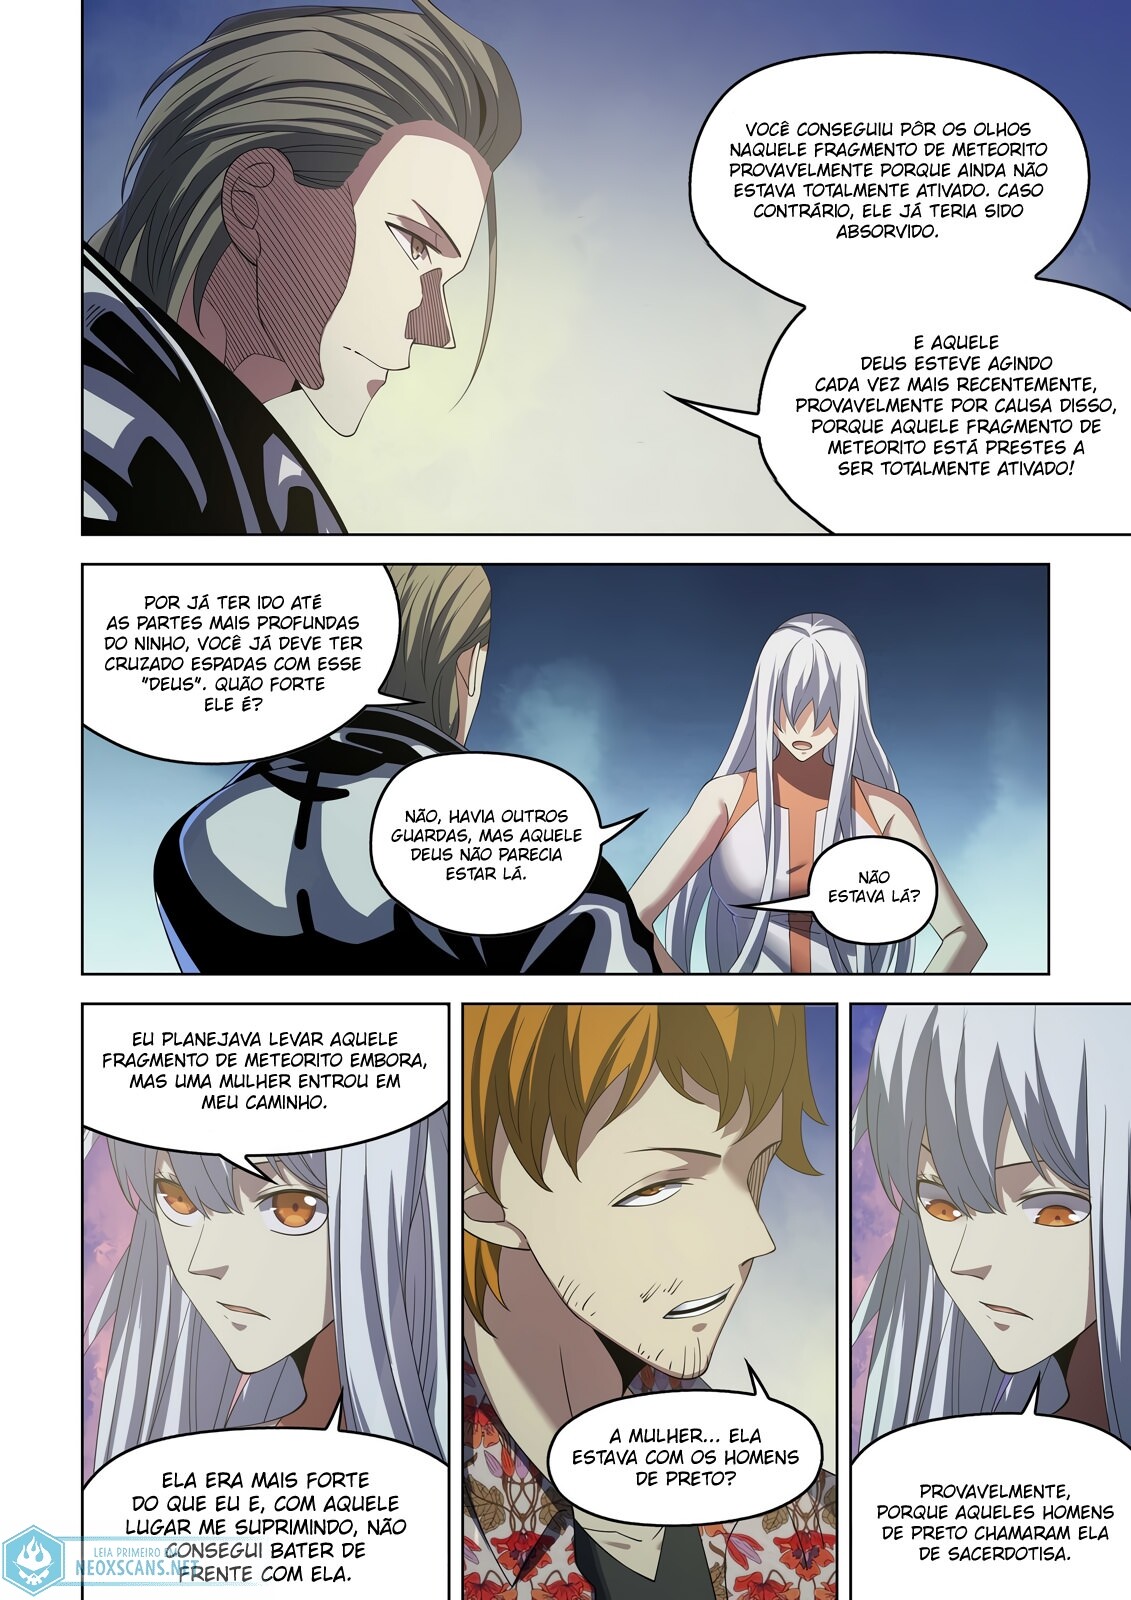 VOCÊ CONSEGUIU PÔR OS OLHOS
NAQUELE FRAGMENTO DE METEORITO
PROVAVELMENTE PORQUE AINDA NÃO
ESTAVA TOTALMENTE ATIVADO. CASO
CONTRÁRIO, ELE JÁ TERIA SIDO
ABSORVIDO.
E AQUELE
DEUS ESTEVE AGINDO
CADA VEZ MAIS RECENTEMENTE,
PROVAVELMENTE POR CAUSA DISSO,
PORQUE AQUELE FRAGMENTO DE
METEORITO ESTÁ PRESTES A
SER TOTALMENTE ATIVADO!
POR JÁ TER IDO ATÉ
AS PARTES MAIS PROFUNDAS
DO NINHO, VOCÊ JÁ DEVE TER
CRUZADO ESPADAS COM ESSE
"DEUS". QUÃO FORTE
ELE É?
NÃO, HAVIA OUTROS
GUARDAS, MAS AQUELE
DEUS NÃO PARECIA
ESTAR LÁ.
NÃO
ESTAVA LÁ?
EU PLANEJAVA LEVAR AQUELE
FRAGMENTO DE METEORITO EMBORA,
MAS UMA MULHER ENTROU EM
MEU CAMINHO.
ELA ERA MAIS FORTE
DO QUE EU E, COM AQUELE
LUGAR ME SUPRIMINDO, NÃO
CONSEGUI BATER DE
FRENTE COM ELA.
A MULHER... ELA
ESTAVA COM OS HOMENS
DE PRETO?
PROVAVELMENTE,
PORQUE AQUELES HOMENS
DE PRETO CHAMARAM ELA
DE SACERDOTISA.
LEIA PRIMEIRO EM
NEOXSCANS.NET